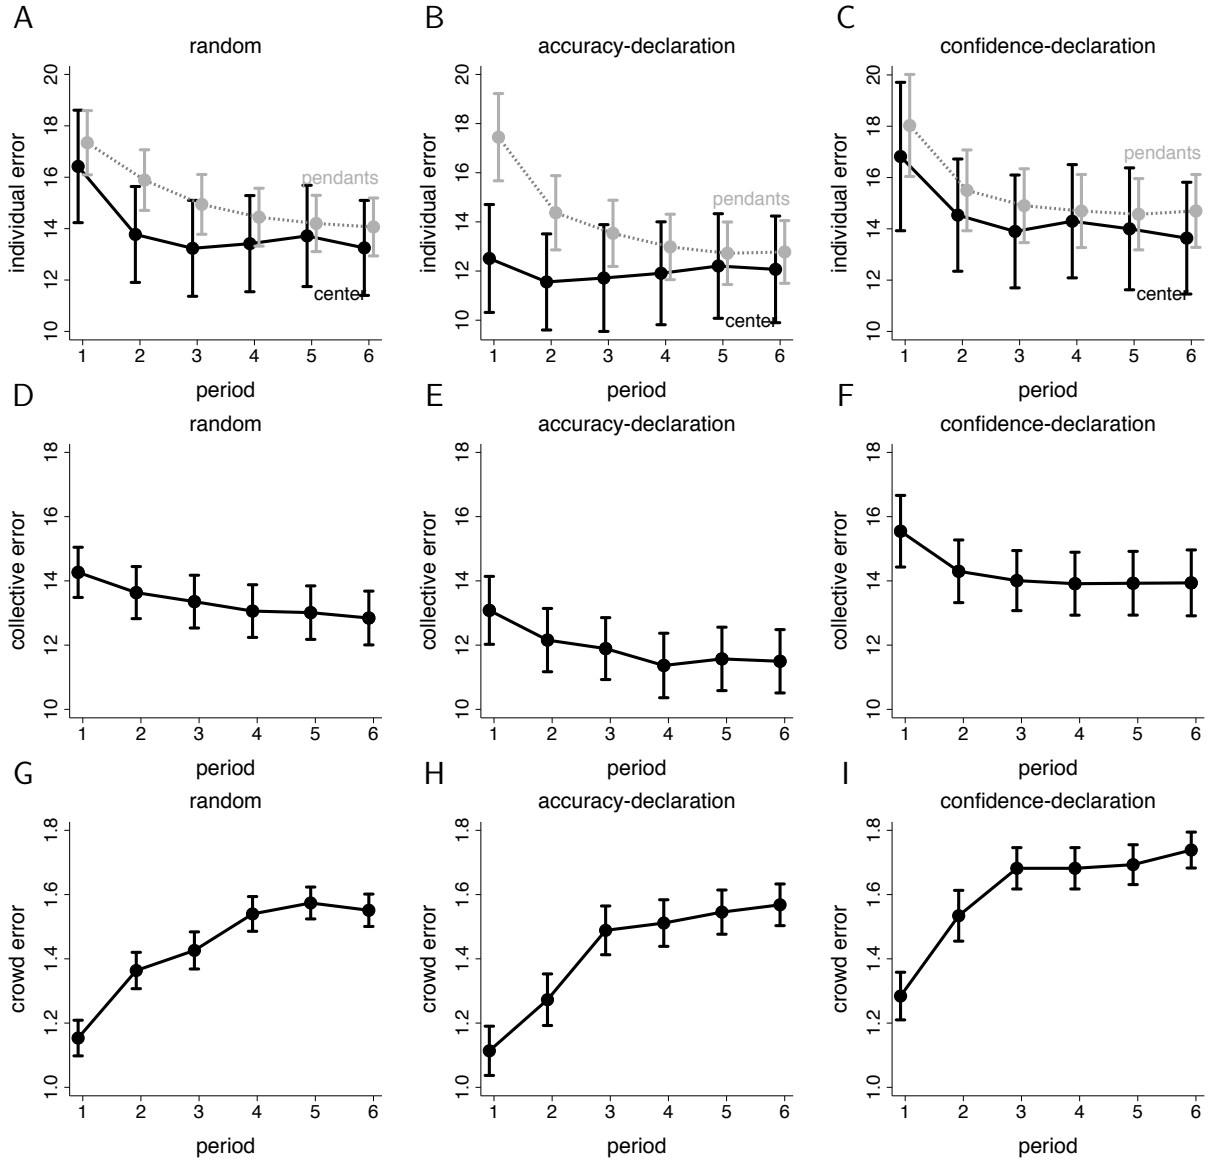 A
random
individual error
20
18
16
14
12
10
pendants
center
1 2 3 4 5 6
period
B
accuracy-declaration
individual error
20
18
16
14
12
10
pendants
center
1 2 3 4 5 6
period
C
confidence-declaration
individual error
20
18
16
14
12
10
pendants
center
1 2 3 4 5 6
period
D
random
collective error
18
16
14
12
10
1 2 3 4 5 6
period
E
accuracy-declaration
collective error
18
16
14
12
10
1 2 3 4 5 6
period
F
confidence-declaration
collective error
18
16
14
12
10
1 2 3 4 5 6
period
G
random
crowd error
1.8
1.6
1.4
1.2
1.0
1 2 3 4 5 6
period
H
accuracy-declaration
crowd error
1.8
1.6
1.4
1.2
1.0
1 2 3 4 5 6
period
I
confidence-declaration
crowd error
1.8
1.6
1.4
1.2
1.0
1 2 3 4 5 6
period